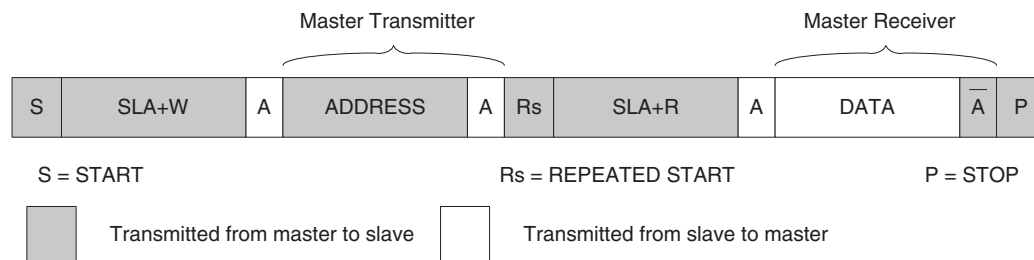 Master Transmitter Master Receiver
S SLA+W A ADDRESS A Rs SLA+R A DATA A̅ P
S = START Rs = REPEATED START P = STOP
Transmitted from master to slave Transmitted from slave to master